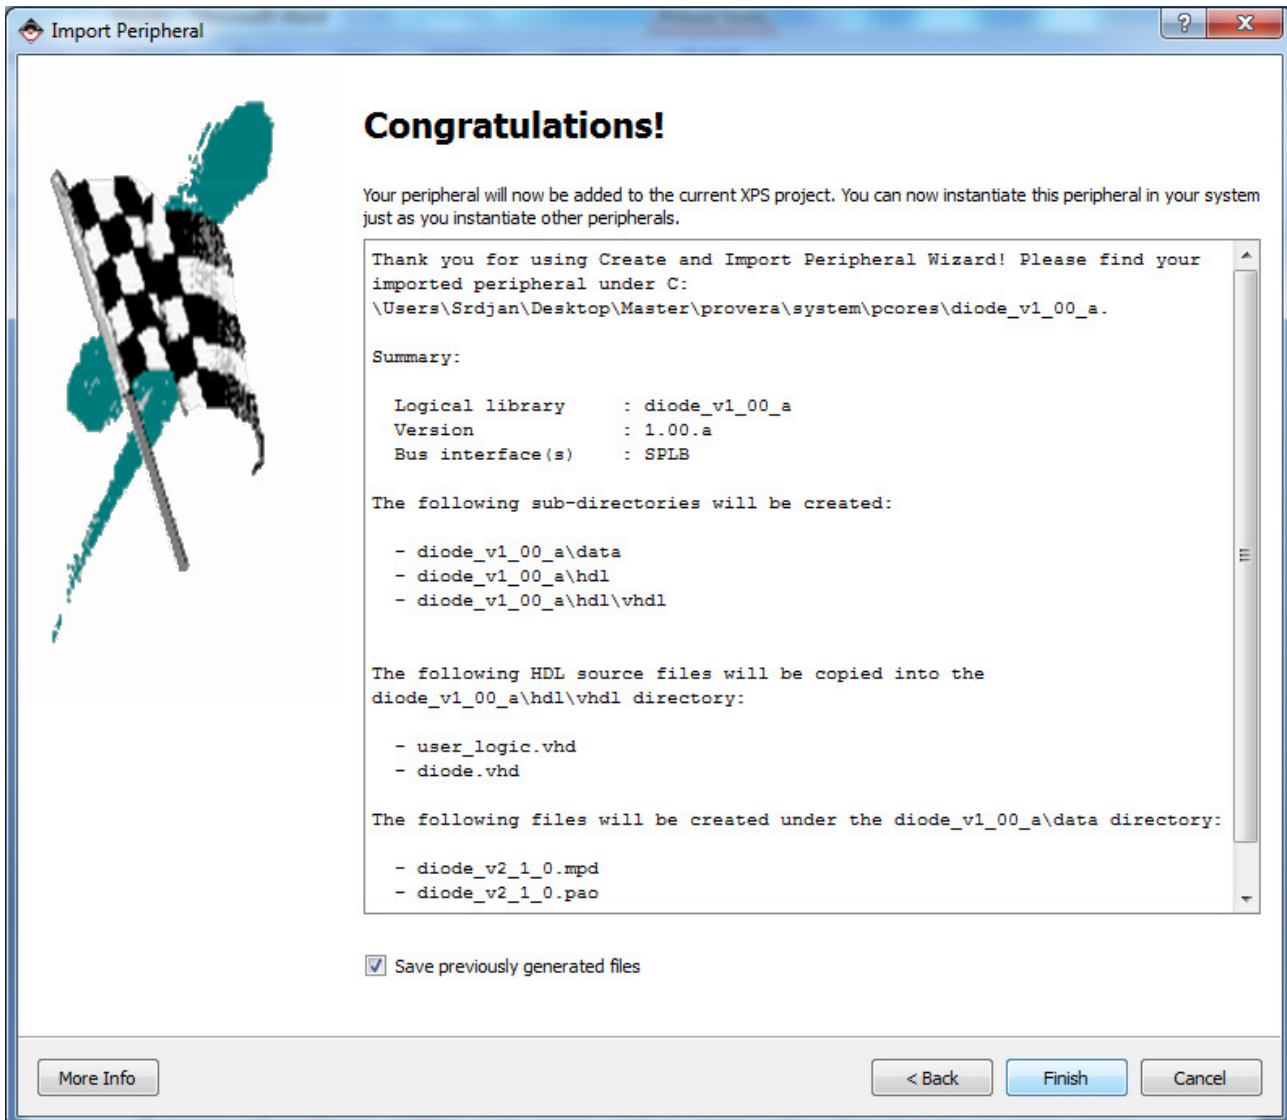 Import Peripheral
Congratulations!
Your peripheral will now be added to the current XPS project. You can now instantiate this peripheral in your system
just as you instantiate other peripherals.
Thank you for using Create and Import Peripheral Wizard! Please find your
imported peripheral under C:
\Users\Srdjan\Desktop\Master\provera\system\pcores\diode_v1_00_a.
Summary:
Logical library : diode_v1_00_a
Version : 1.00.a
Bus interface(s) : SPLB
The following sub-directories will be created:
- diode_v1_00_a\data
- diode_v1_00_a\hdl
- diode_v1_00_a\hdl\vhdl
The following HDL source files will be copied into the
diode_v1_00_a\hdl\vhdl directory:
- user_logic.vhd
- diode.vhd
The following files will be created under the diode_v1_00_a\data directory:
- diode_v2_1_0.mpd
- diode_v2_1_0.pao
Save previously generated files
More Info
< Back
Finish
Cancel